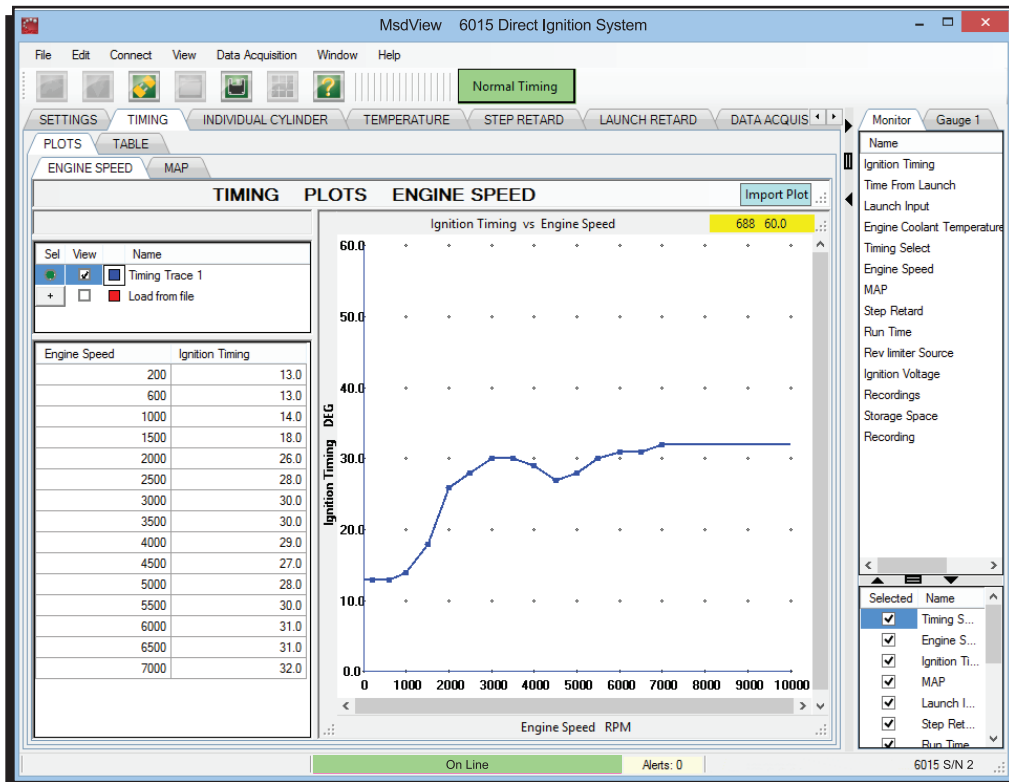 MsdView 6015 Direct Ignition System
File Edit Connect View Data Acquisition Window Help
Normal Timing
SETTINGS TIMING INDIVIDUAL CYLINDER TEMPERATURE STEP RETARD LAUNCH RETARD DATA ACQUIS
PLOTS TABLE
ENGINE SPEED MAP
TIMING PLOTS ENGINE SPEED
Import Plot
Sel View Name
Timing Trace 1
+ Load from file
Engine Speed Ignition Timing
200 13.0
600 13.0
1000 14.0
1500 18.0
2000 26.0
2500 28.0
3000 30.0
3500 30.0
4000 29.0
4500 27.0
5000 28.0
5500 30.0
6000 31.0
6500 31.0
7000 32.0
Ignition Timing vs Engine Speed
688 60.0
60.0
50.0
40.0
30.0
20.0
10.0
0.0
Ignition Timing DEG
0 1000 2000 3000 4000 5000 6000 7000 8000 9000 10000
Engine Speed RPM
Monitor Gauge 1
Name
Ignition Timing
Time From Launch
Launch Input
Engine Coolant Temperature
Timing Select
Engine Speed
MAP
Step Retard
Run Time
Rev limiter Source
Ignition Voltage
Recordings
Storage Space
Recording
Selected Name
Timing S...
Engine S...
Ignition Ti...
MAP
Launch I...
Step Ret...
Run Time
On Line
Alerts: 0
6015 S/N 2